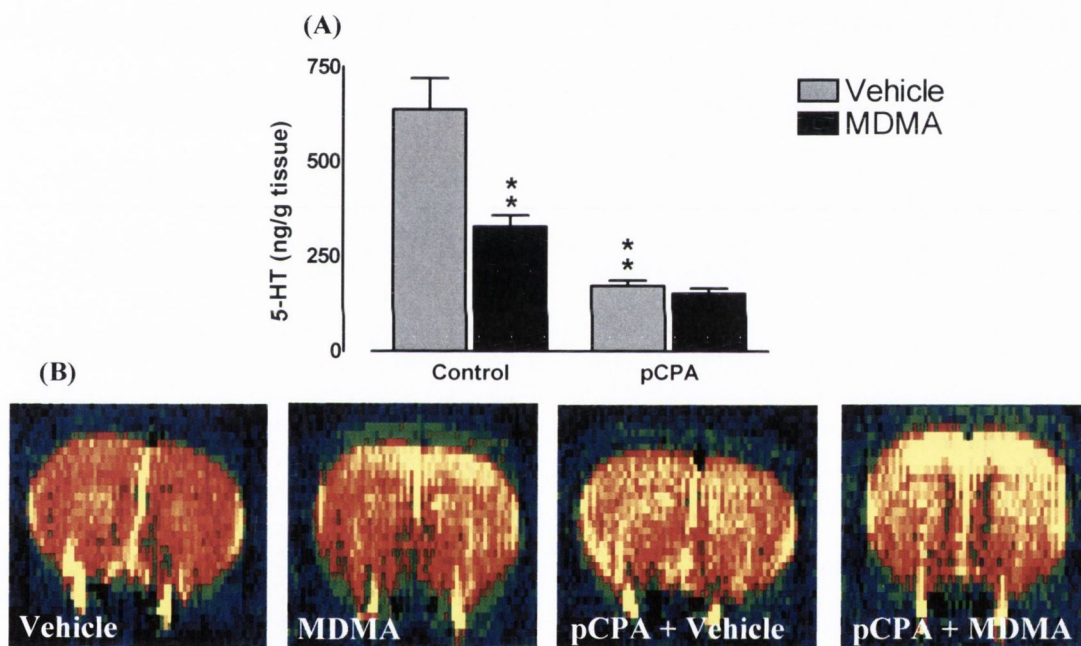 (A)
750
500
250
0
5-HT (ng/g tissue)
Vehicle
MDMA
*
*
*
*
Control
pCPA
(B)
Vehicle
MDMA
pCPA + Vehicle
pCPA + MDMA